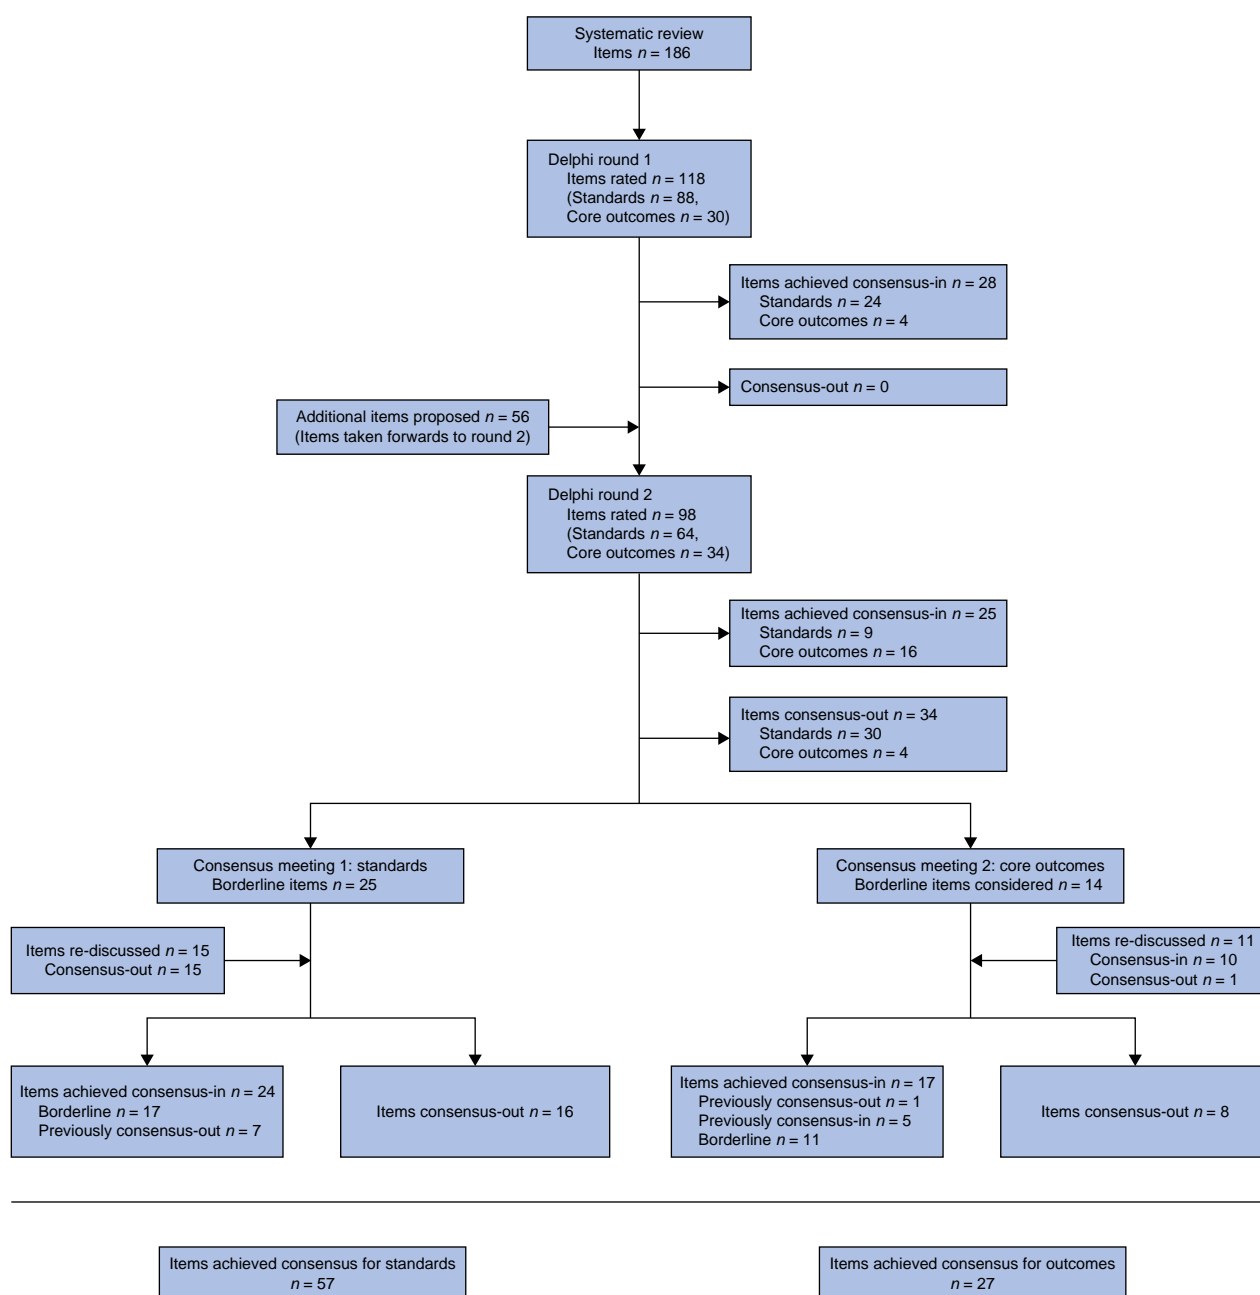 Systematic review
Items n = 186
Delphi round 1
Items rated n = 118
(Standards n = 88,
Core outcomes n = 30)
Items achieved consensus-in n = 28
Standards n = 24
Core outcomes n = 4
Consensus-out n = 0
Additional items proposed n = 56
(Items taken forwards to round 2)
Delphi round 2
Items rated n = 98
(Standards n = 64,
Core outcomes n = 34)
Items achieved consensus-in n = 25
Standards n = 9
Core outcomes n = 16
Items consensus-out n = 34
Standards n = 30
Core outcomes n = 4
Consensus meeting 1: standards
Borderline items n = 25
Consensus meeting 2: core outcomes
Borderline items considered n = 14
Items re-discussed n = 15
Consensus-out n = 15
Items re-discussed n = 11
Consensus-in n = 10
Consensus-out n = 1
Items achieved consensus-in n = 24
Borderline n = 17
Previously consensus-out n = 7
Items consensus-out n = 16
Items achieved consensus-in n = 17
Previously consensus-out n = 1
Previously consensus-in n = 5
Borderline n = 11
Items consensus-out n = 8
Items achieved consensus for standards
n = 57
Items achieved consensus for outcomes
n = 27